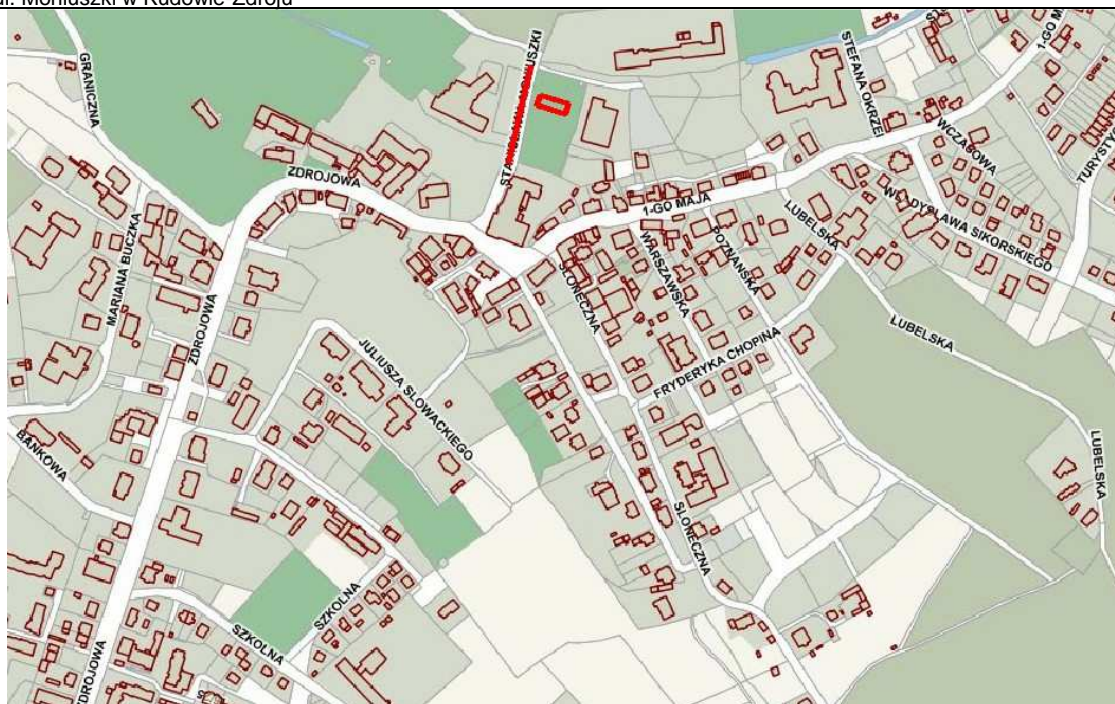 ul. Moniuszki w Kudowie Zdroju
GRANICZNA
STANISŁAWA MONIUSZKI
STEFANA OKRZEI
1-GO MAJA
WCZASOWA
ZDROJOWA
1-GO MAJA
LUBELSKA
WŁADYSŁAWA SIKORSKIEGO
MARIANA BUCZKA
ZDROJOWA
SŁONECZNA
WARSZAWSKA
POZNAŃSKA
LUBELSKA
JULIUSZA SŁOWACKIEGO
FRYDERYKA CHOPINA
BANKOWA
LUBELSKA
SŁONECZNA
SZKOLNA
SZKOLNA
ZDROJOWA